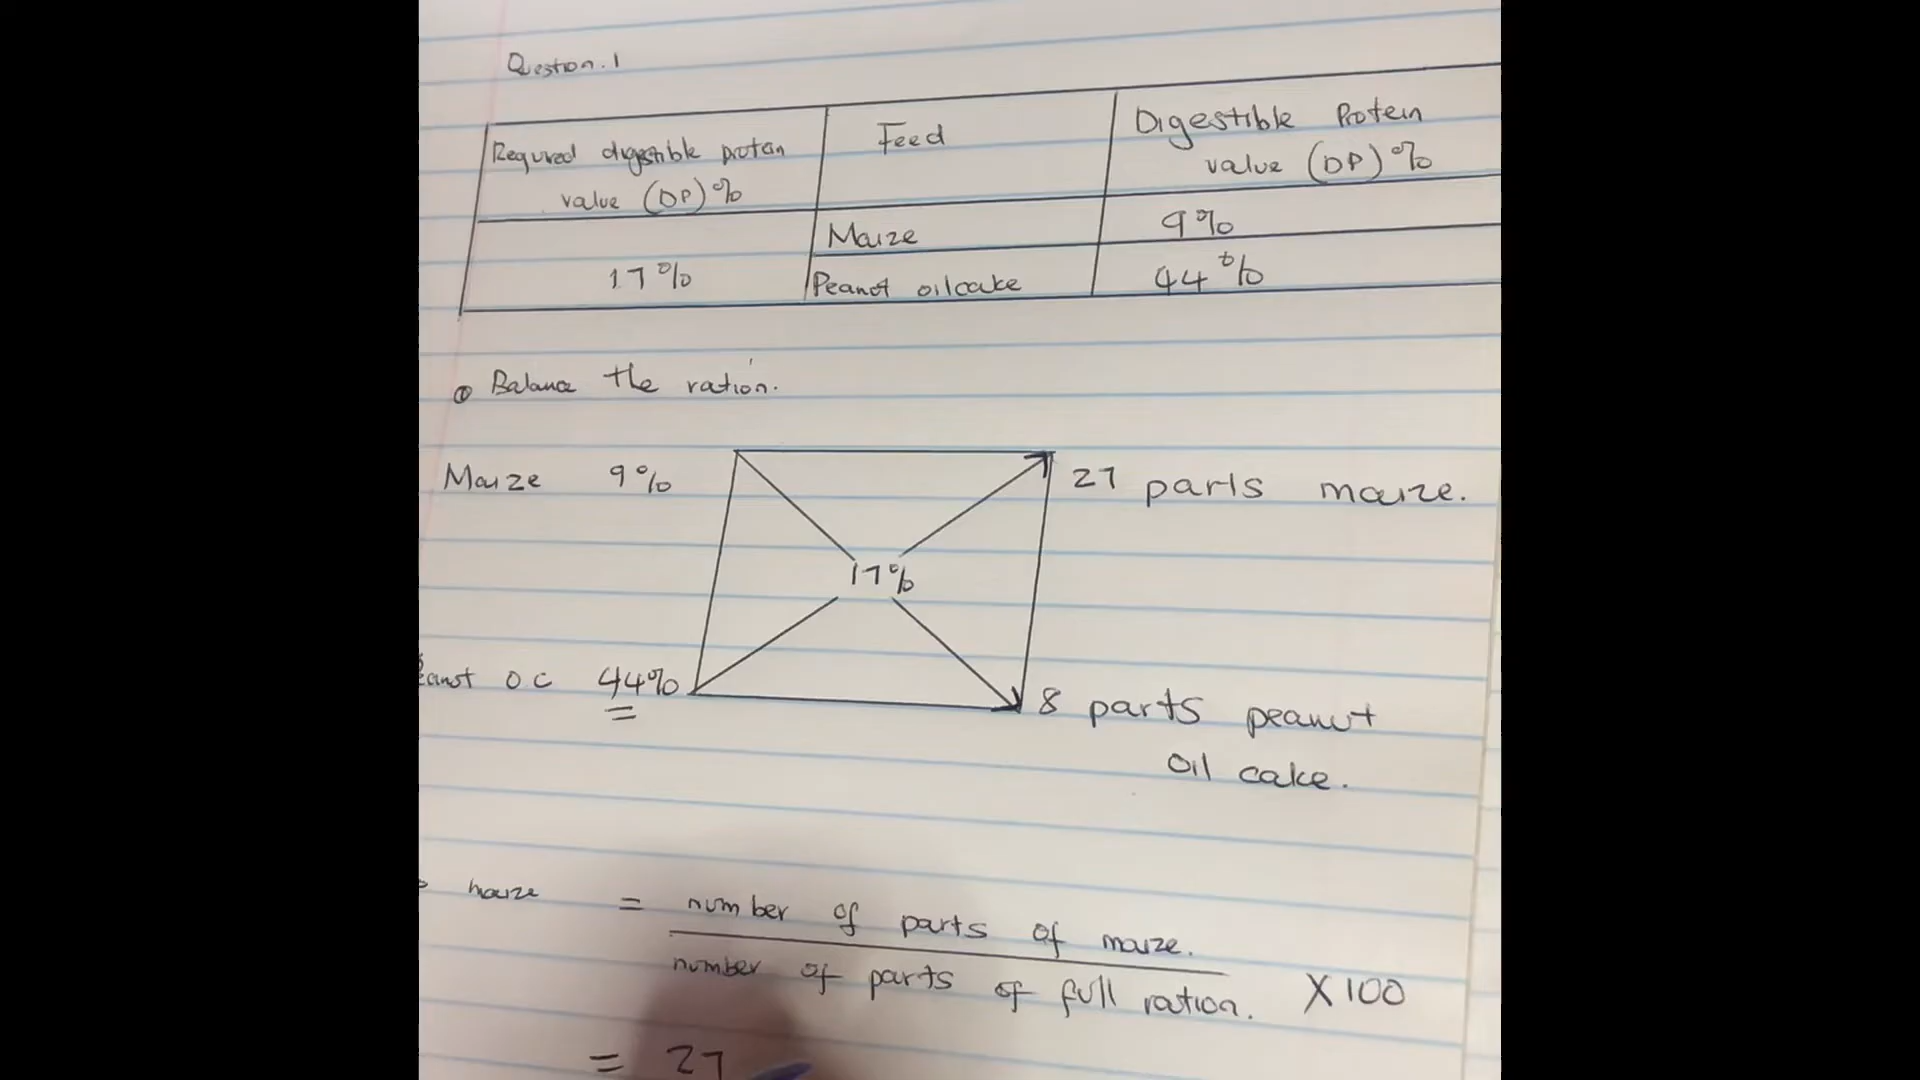 Question.1
Required digestible protein value (DP) %
Feed
Digestible Protein value (DP) %
17%
Maize
9%
Peanot oilcake
44%
Balance the ration.
Maize 9%
27 parts maize.
17%
OC 44%
8 parts peanut
oil cake.
maize = number of parts of maize.
number of parts of full ration. X100
= 27